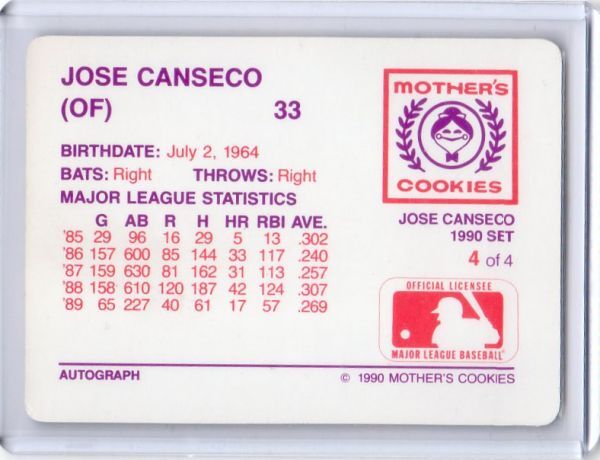 JOSE CANSECO
(OF) 33
BIRTHDATE: July 2, 1964
BATS: Right THROWS: Right
MAJOR LEAGUE STATISTICS
G AB R H HR RBI AVE.
'85 29 96 16 29 5 13 .302
'86 157 600 85 144 33 117 .240
'87 159 630 81 162 31 113 .257
'88 158 610 120 187 42 124 .307
'89 65 227 40 61 17 57 .269
AUTOGRAPH
MOTHER'S
COOKIES
JOSE CANSECO
1990 SET
4 of 4
OFFICIAL LICENSEE
MAJOR LEAGUE BASEBALL
© 1990 MOTHER'S COOKIES